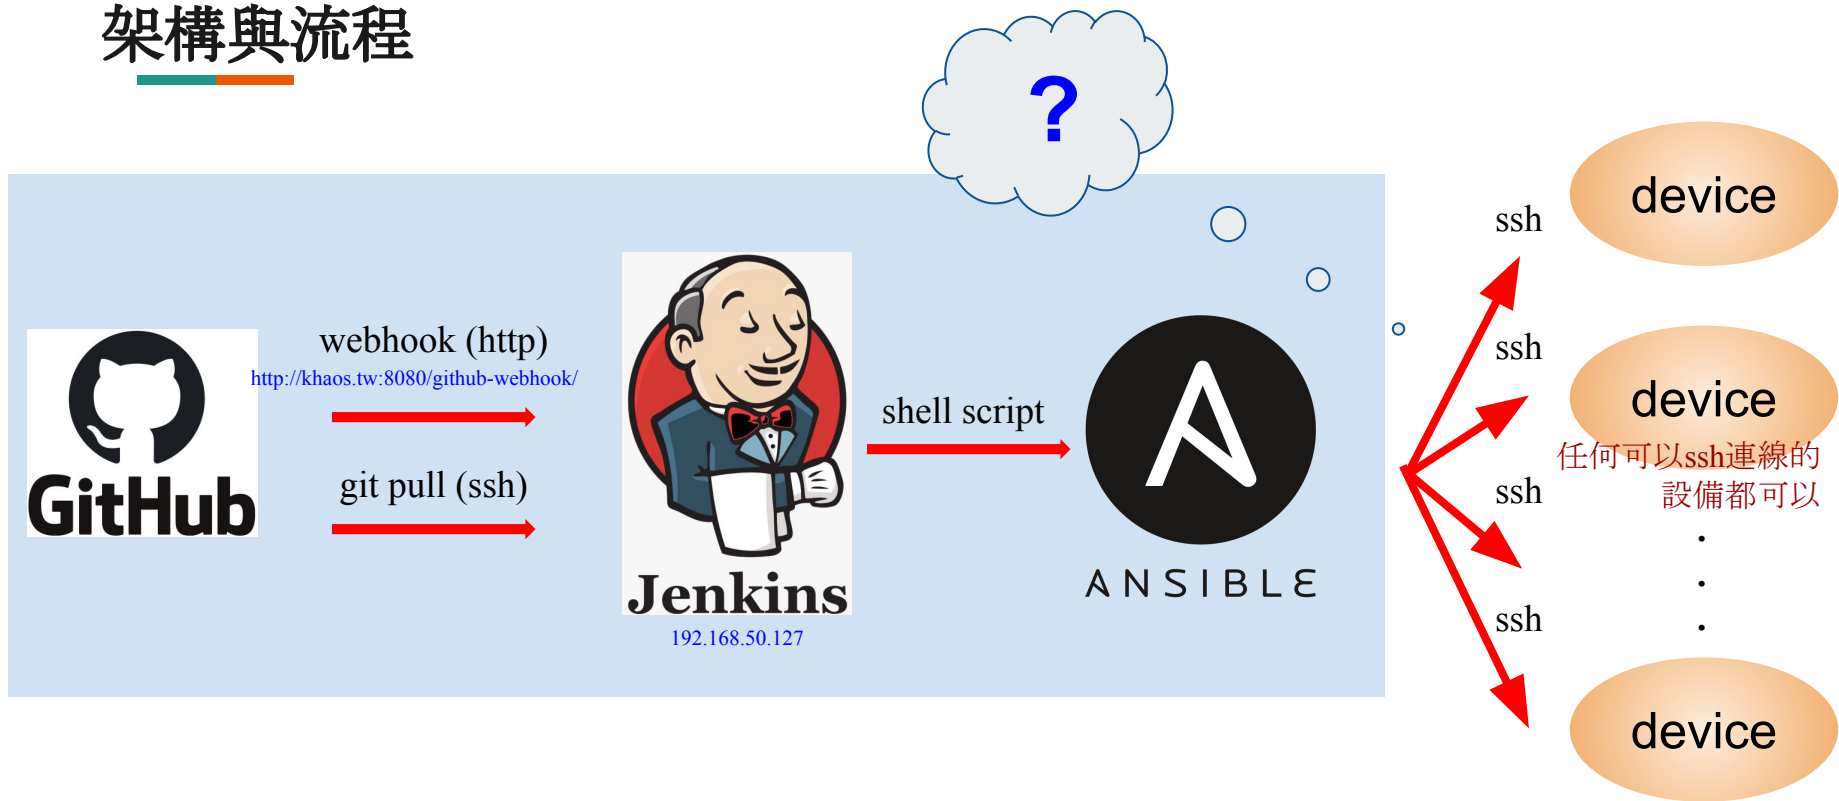 架構與流程
?
webhook (http)
http://khaos.tw:8080/github-webhook/
git pull (ssh)
GitHub
Jenkins
192.168.50.127
shell script
ANSIBLE
ssh
ssh
ssh
ssh
device
device
任何可以ssh連線的
設備都可以
.
.
.
device